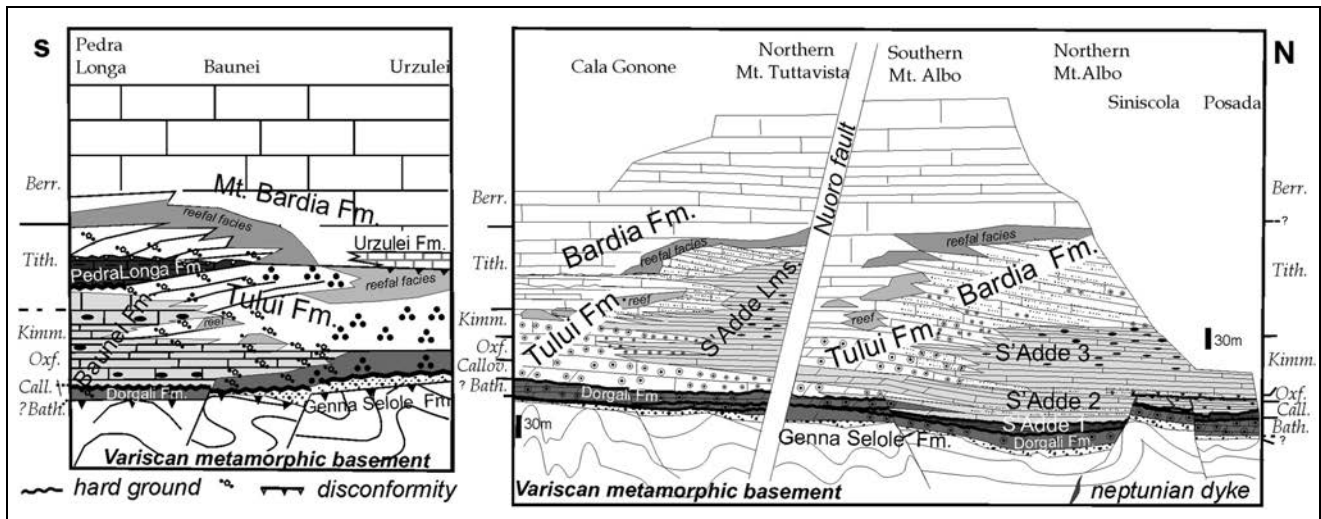 S
Pedra
Longa
Baunei
Urzulei
Berr.
Tith.
Kimm.
Oxf.
Call.
?Bath.
Mt. Bardia Fm.
reefal facies
Urzulei Fm.
PedraLonga Fm
reefal facies
Tului Fm.
Baunei Fm.
reef
Dorgali Fm.
Genna Selole Fm
Variscan metamorphic basement
hard ground
disconformity
N
Cala Gonone
Northern
Mt. Tuttavista
Southern
Mt. Albo
Northern
Mt.Albo
Siniscola
Posada
Nuoro fault
Berr.
Tith.
Kimm.
Oxf.
Callov.
? Bath.
Bardia Fm.
reefal facies
reef
Tului Fm.
S'Adde Lms.
Dorgali Fm.
30m
reefal facies
Bardia Fm.
reef
Tului Fm.
S'Adde 3
S'Adde 2
S'Adde 1
Dorgali Fm.
Genna Selole Fm.
Variscan metamorphic basement
neptunian dyke
30m
Berr.
?
Tith.
Kimm.
Oxf.
Call.
Bath.
?